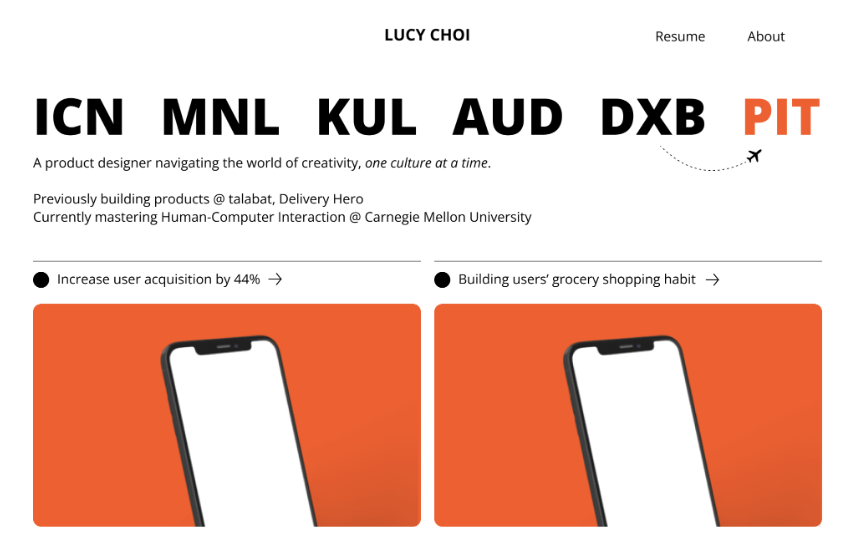 LUCY CHOI
Resume
About
ICN MNL KUL AUD DXB PIT
A product designer navigating the world of creativity, one culture at a time.
Previously building products @ talabat, Delivery Hero
Currently mastering Human-Computer Interaction @ Carnegie Mellon University
Increase user acquisition by 44% →
Building users’ grocery shopping habit →